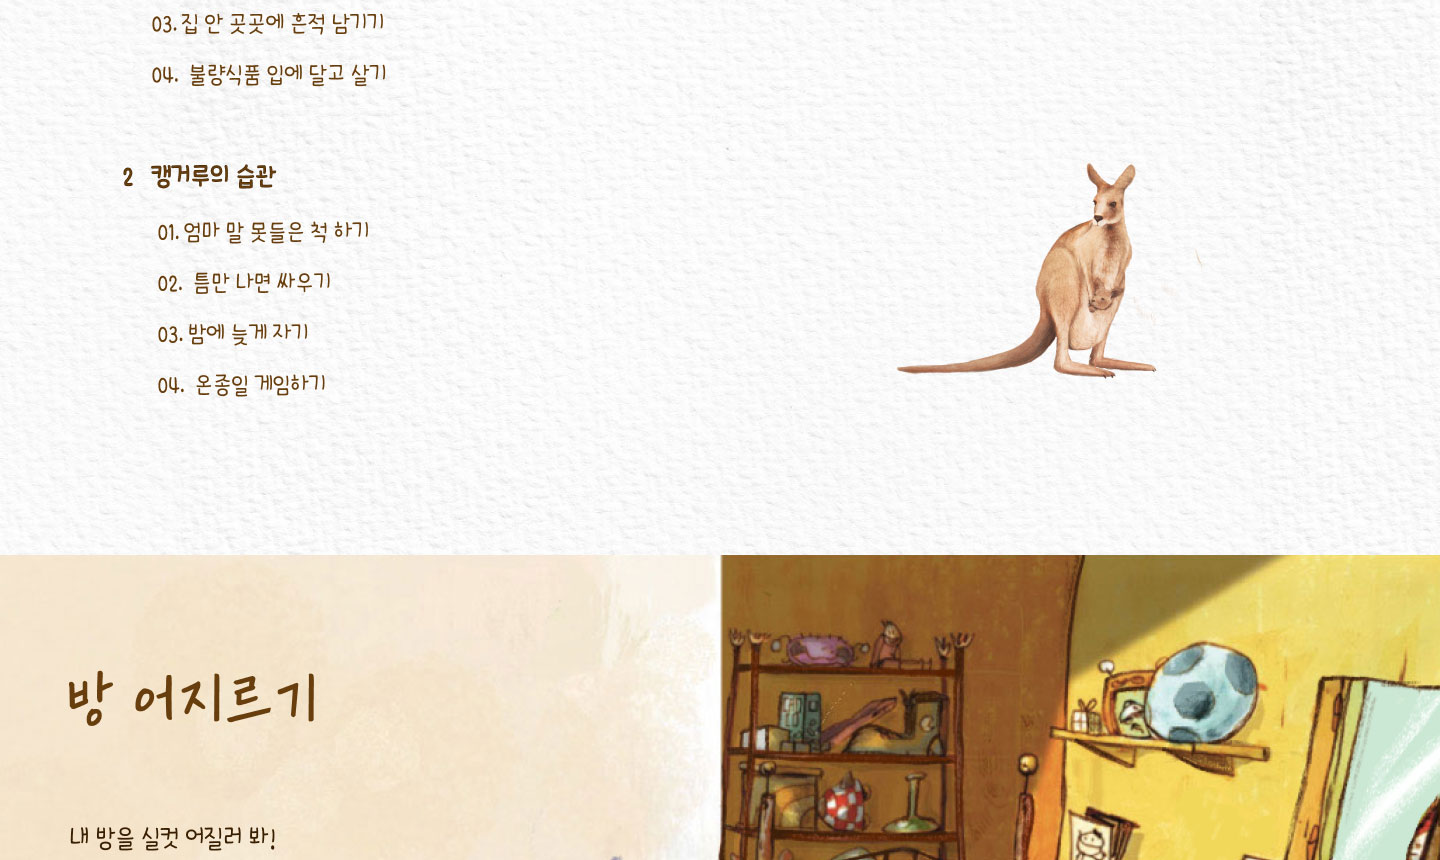 03. 집 안 곳곳에 흔적 남기기
04. 불량식품 입에 달고 살기
2 캥거루의 습관
01. 엄마 말 못들은 척 하기
02. 틈만 나면 싸우기
03. 밤에 늦게 자기
04. 온종일 게임하기
방 어지르기
내 방을 실컷 어질러 봐!